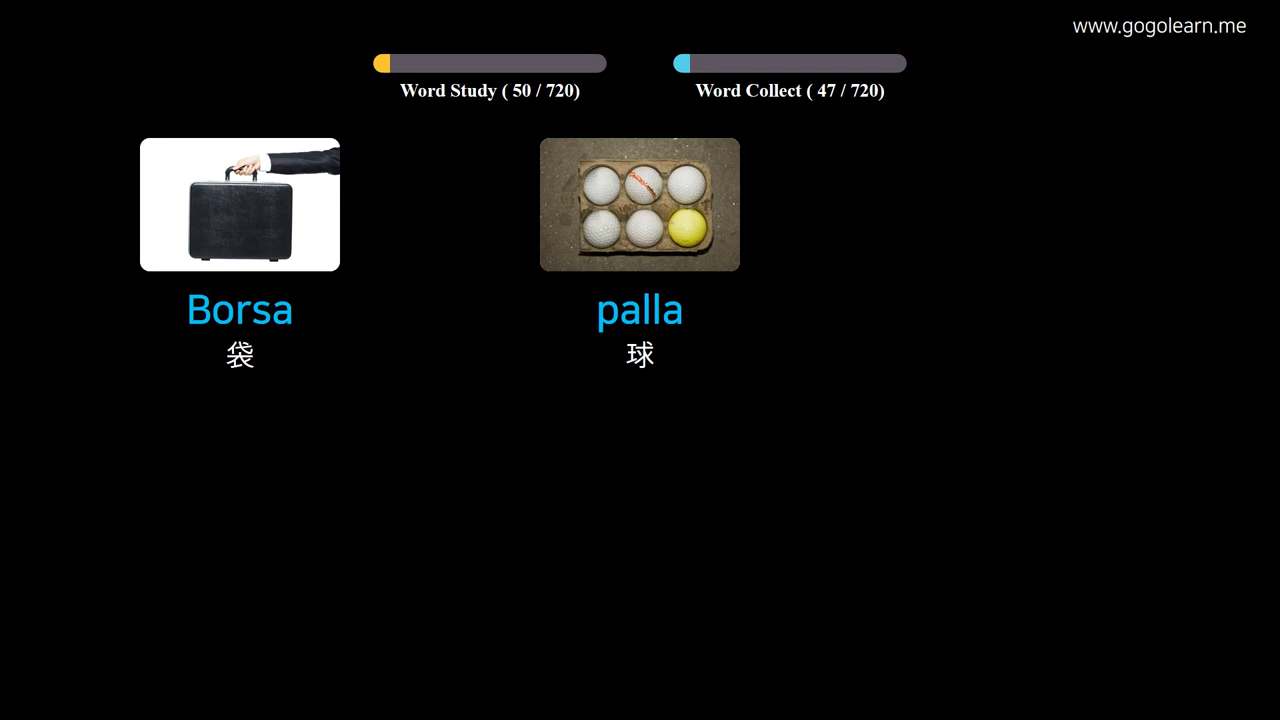 www.gogolearn.me
Word Study ( 50 / 720)
Word Collect ( 47 / 720)
Borsa
袋
palla
球